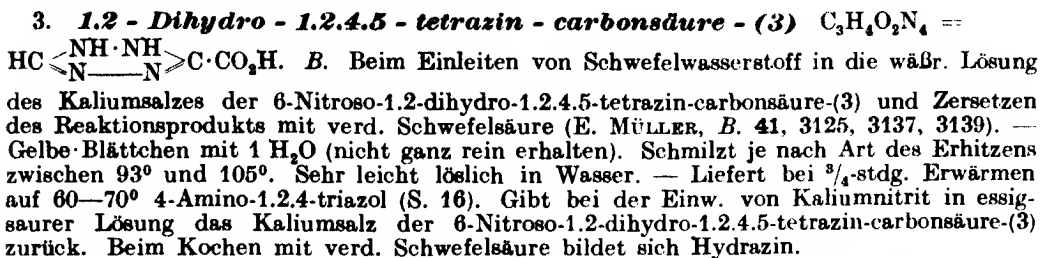 3. 1.2 - Dihydro - 1.2.4.5 - tetrazin - carbonsäure - (3) C₃H₄O₂N₄ =
HC<NH·NH N——N>C·CO₂H. B. Beim Einleiten von Schwefelwasserstoff in die wäßr. Lösung
des Kaliumsalzes der 6-Nitroso-1.2-dihydro-1.2.4.5-tetrazin-carbonsäure-(3) und Zersetzen
des Reaktionsprodukts mit verd. Schwefelsäure (E. MÜLLER, B. 41, 3125, 3137, 3139). —
Gelbe Blättchen mit 1 H₂O (nicht ganz rein erhalten). Schmilzt je nach Art des Erhitzens
zwischen 93⁰ und 105⁰. Sehr leicht löslich in Wasser. — Liefert bei ³/₄-stdg. Erwärmen
auf 60—70⁰ 4-Amino-1.2.4-triazol (S. 16). Gibt bei der Einw. von Kaliumnitrit in essig-
saurer Lösung das Kaliumsalz der 6-Nitroso-1.2-dihydro-1.2.4.5-tetrazin-carbonsäure-(3)
zurück. Beim Kochen mit verd. Schwefelsäure bildet sich Hydrazin.